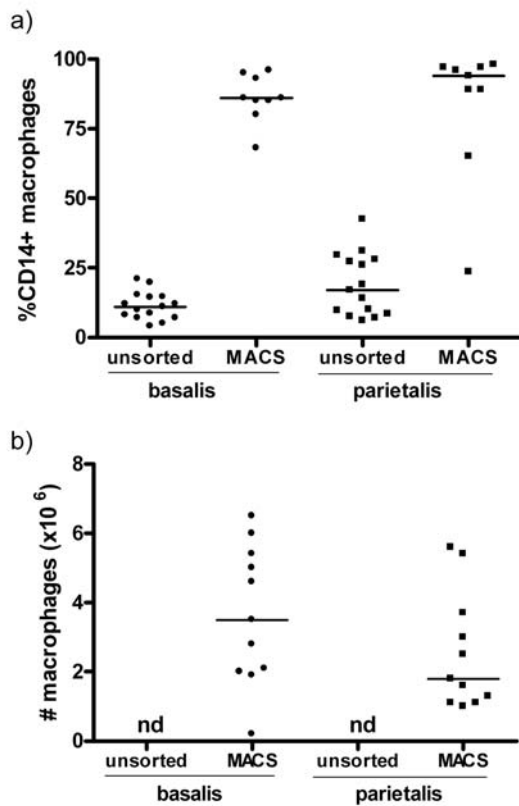 a)
%CD14+ macrophages
100
75
50
25
0
unsorted MACS unsorted MACS
basalis parietalis
b)
# macrophages (x10 6)
8
6
4
2
0
nd nd
unsorted MACS unsorted MACS
basalis parietalis